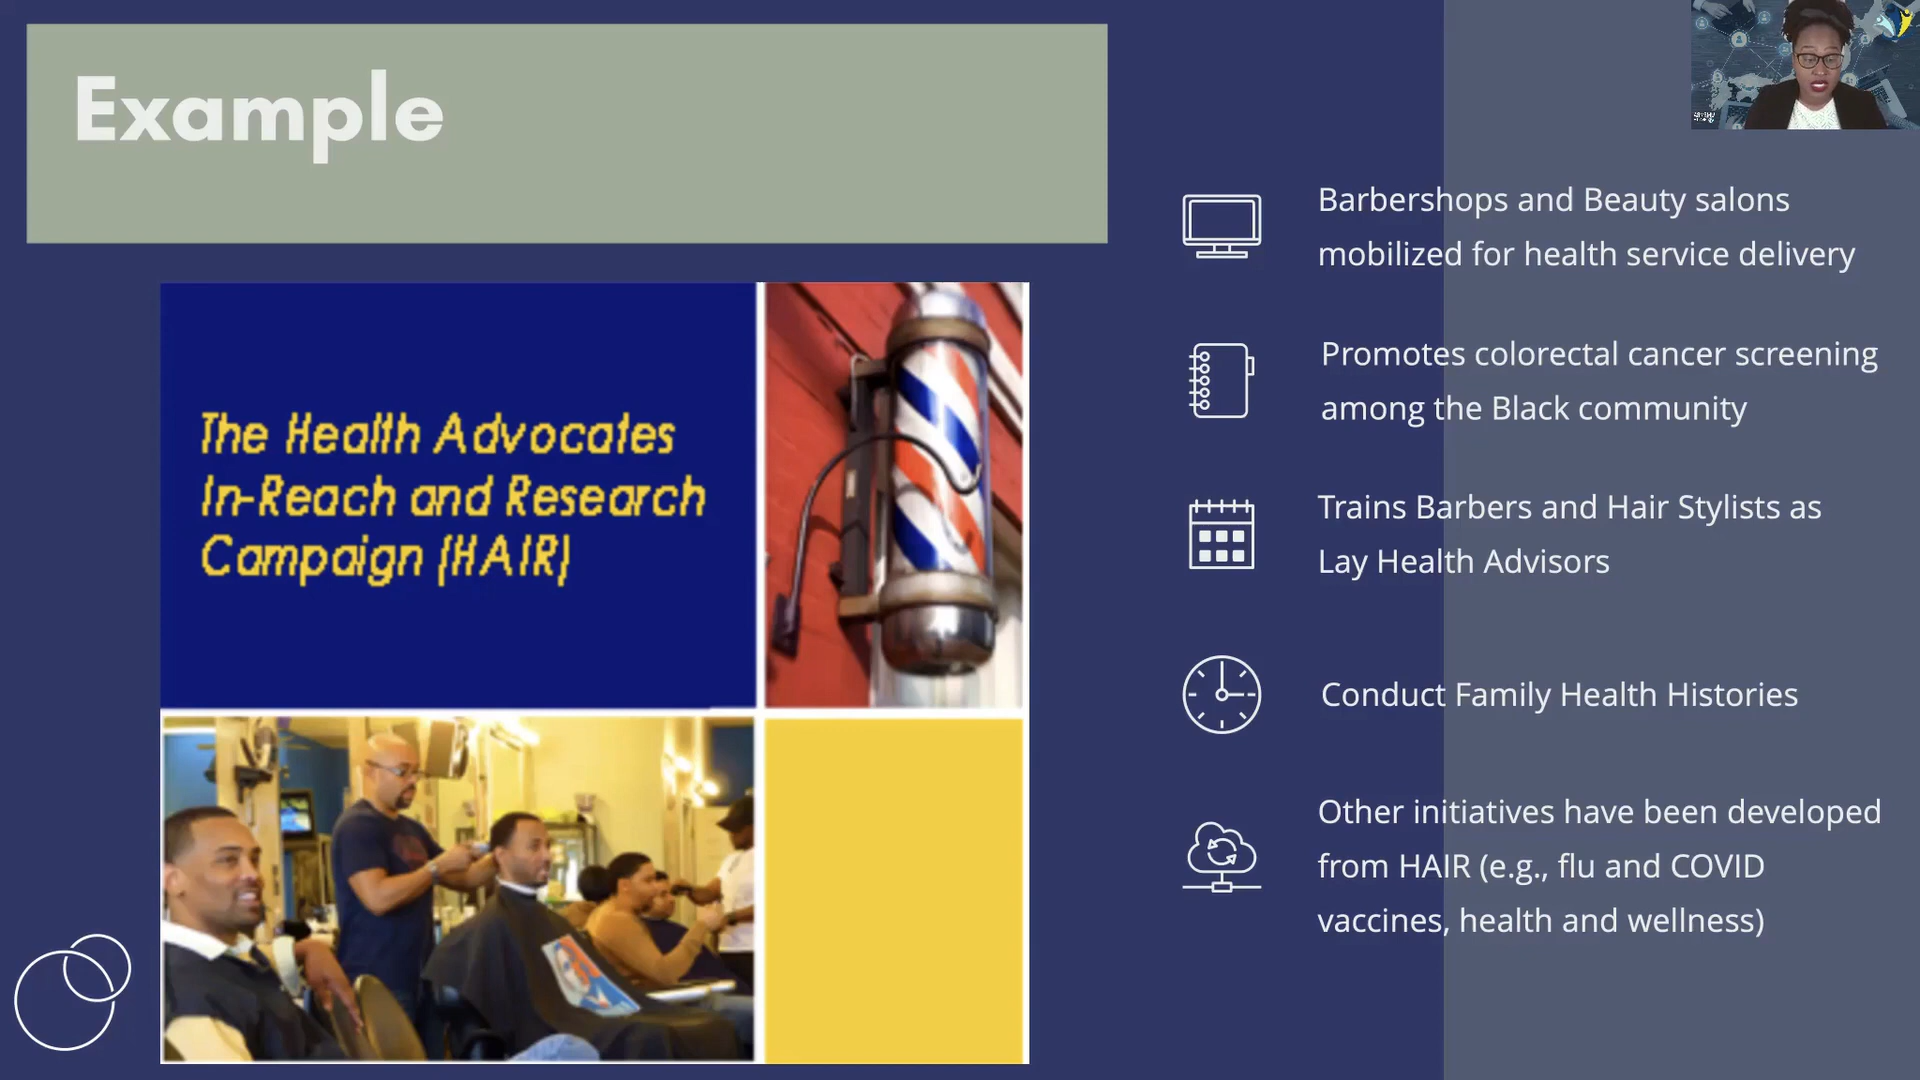 Example
The Health Advocates
In-Reach and Research
Campaign (HAIR)
Barbershops and Beauty salons
mobilized for health service delivery
Promotes colorectal cancer screening
among the Black community
Trains Barbers and Hair Stylists as
Lay Health Advisors
Conduct Family Health Histories
Other initiatives have been developed
from HAIR (e.g., flu and COVID
vaccines, health and wellness)